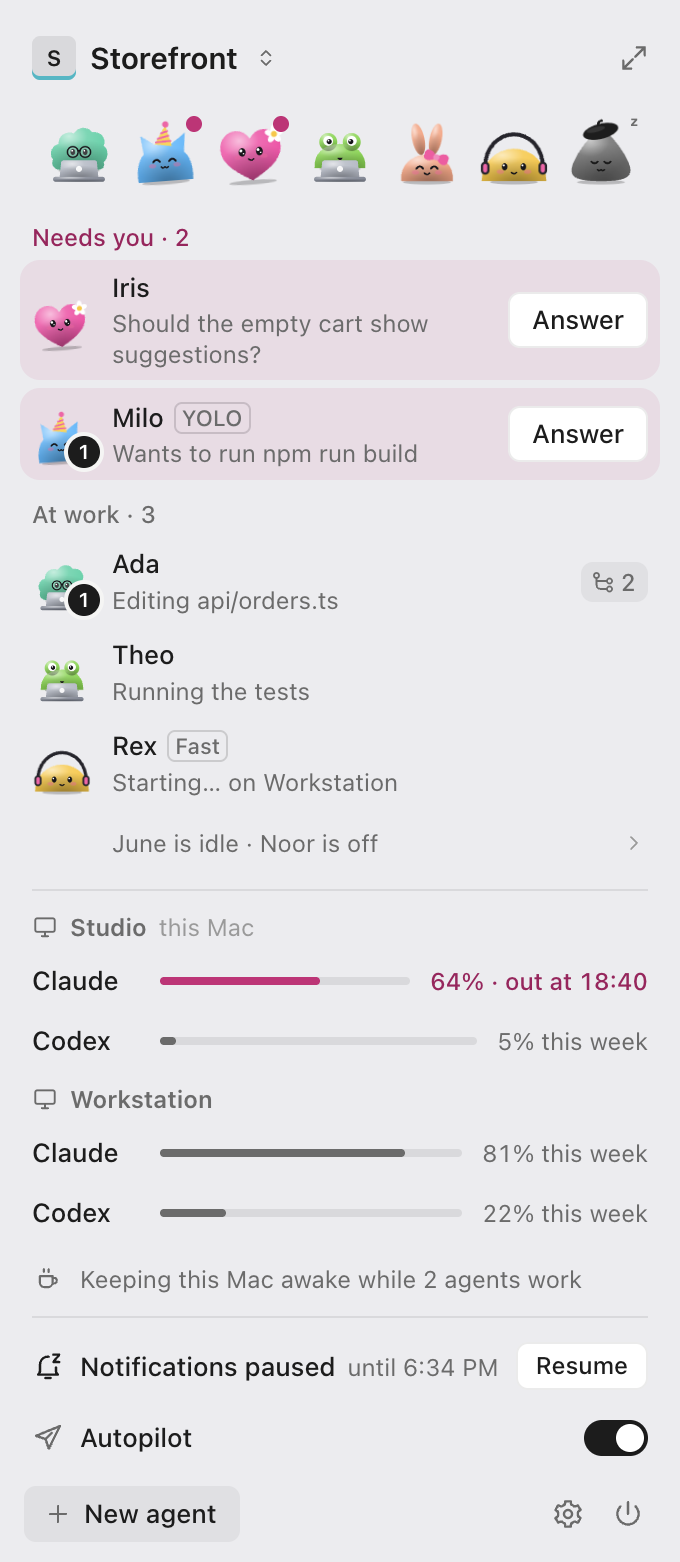 S Storefront
z
Needs you · 2
Iris
Should the empty cart show
suggestions?
Answer
Milo YOLO
1
Wants to run npm run build
Answer
At work · 3
Ada
1
Editing api/orders.ts
2
Theo
Running the tests
Rex Fast
Starting... on Workstation
June is idle · Noor is off
Studio this Mac
Claude 64% · out at 18:40
Codex 5% this week
Workstation
Claude 81% this week
Codex 22% this week
Keeping this Mac awake while 2 agents work
z Notifications paused until 6:34 PM Resume
Autopilot
+ New agent